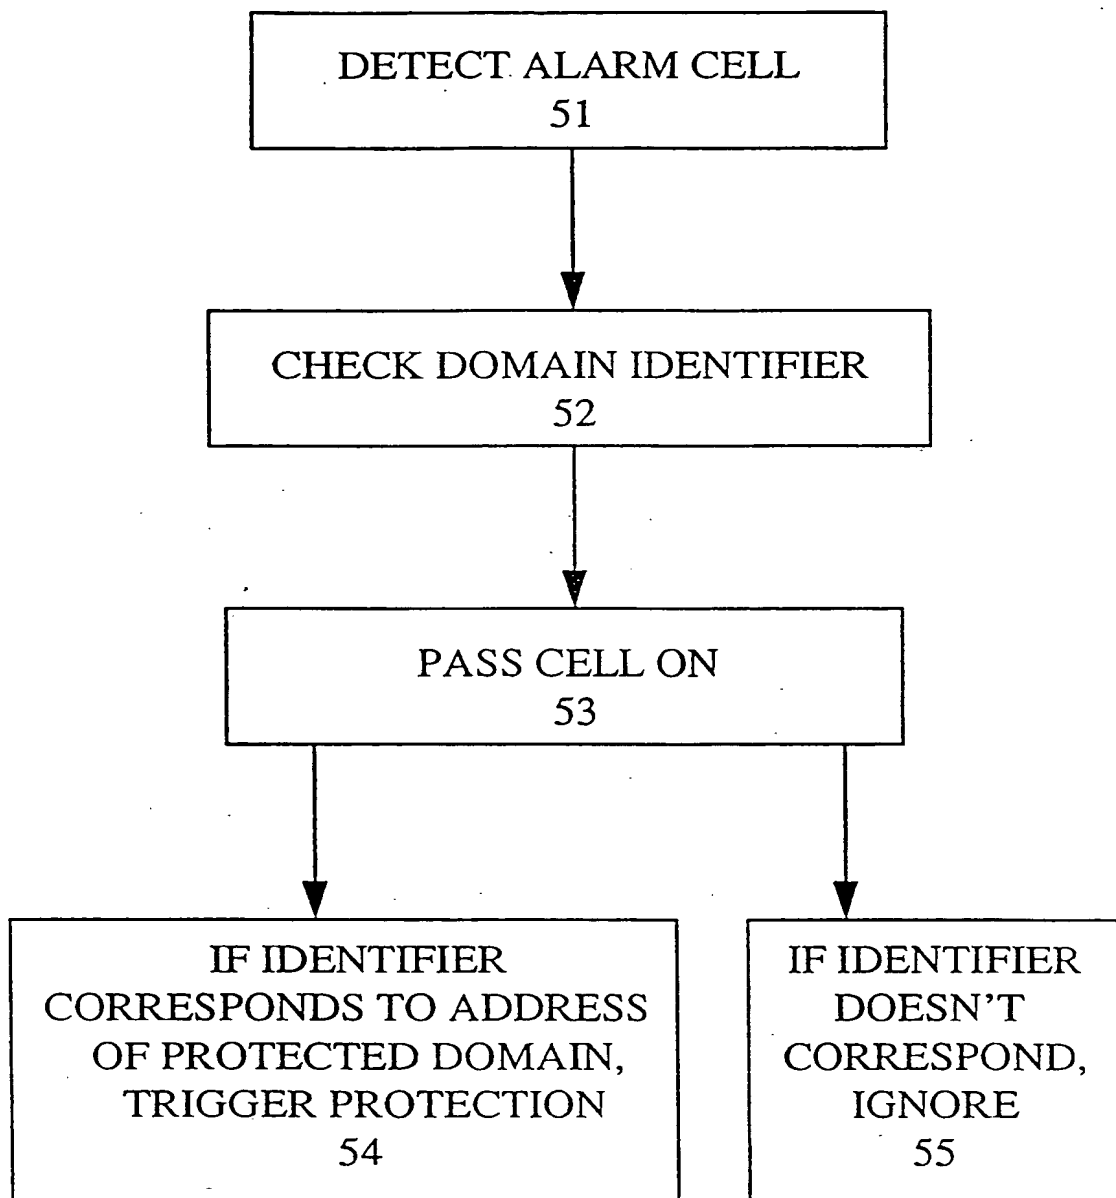 DETECT ALARM CELL
51
CHECK DOMAIN IDENTIFIER
52
PASS CELL ON
53
IF IDENTIFIER
CORRESPONDS TO ADDRESS
OF PROTECTED DOMAIN,
TRIGGER PROTECTION
54
IF IDENTIFIER
DOESN'T
CORRESPOND,
IGNORE
55